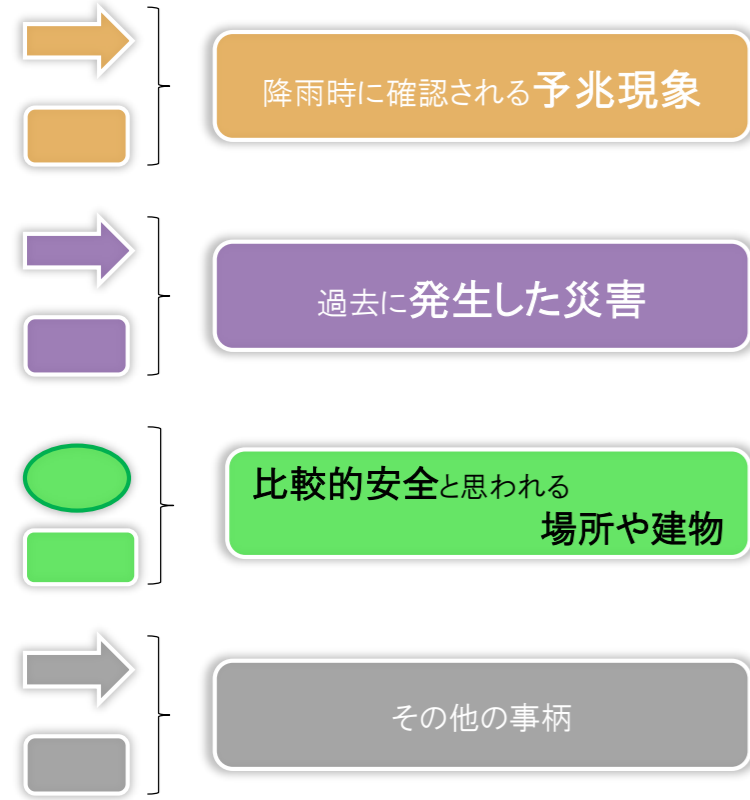 降雨時に確認される予兆現象
過去に発生した災害
比較的安全と思われる
場所や建物
その他の事柄